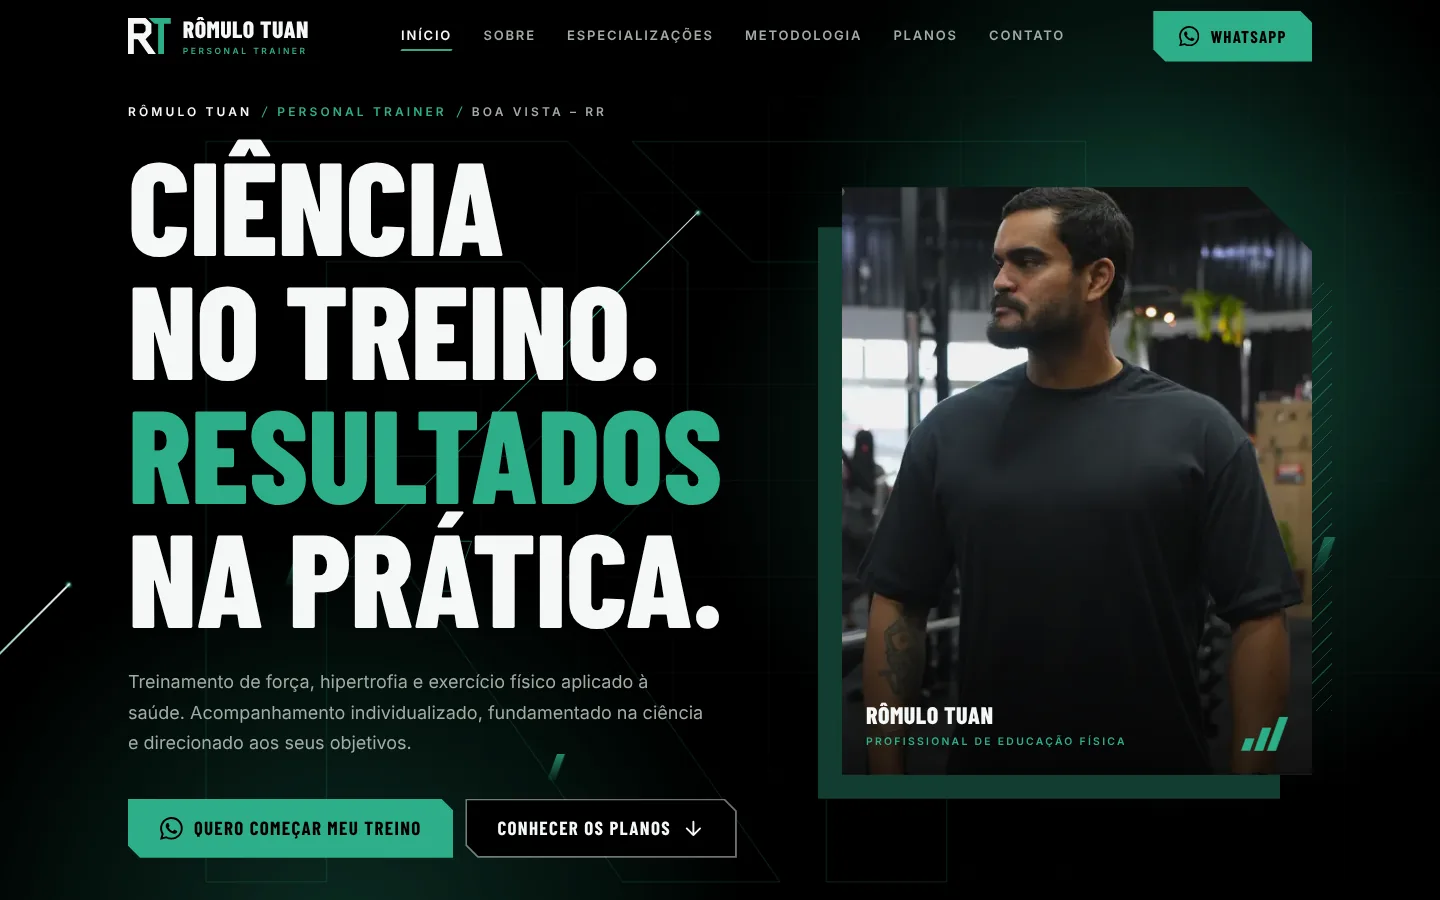 RT
RÔMULO TUAN
PERSONAL TRAINER
INÍCIO
SOBRE
ESPECIALIZAÇÕES
METODOLOGIA
PLANOS
CONTATO
WHATSAPP
RÔMULO TUAN / PERSONAL TRAINER / BOA VISTA – RR
CIÊNCIA
NO TREINO.
RESULTADOS
NA PRÁTICA.
Treinamento de força, hipertrofia e exercício físico aplicado à
saúde. Acompanhamento individualizado, fundamentado na ciência
e direcionado aos seus objetivos.
QUERO COMEÇAR MEU TREINO
CONHECER OS PLANOS
RÔMULO TUAN
PROFISSIONAL DE EDUCAÇÃO FÍSICA